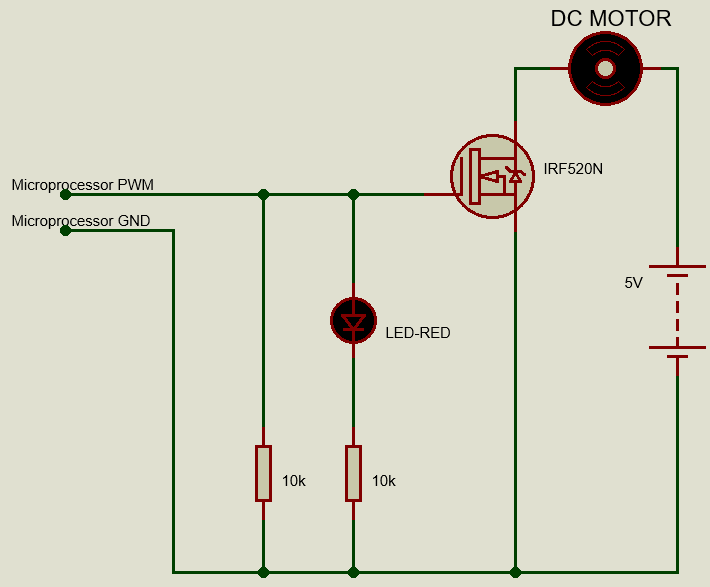 DC MOTOR
IRF520N
Microprocessor PWM
Microprocessor GND
5V
LED-RED
10k
10k